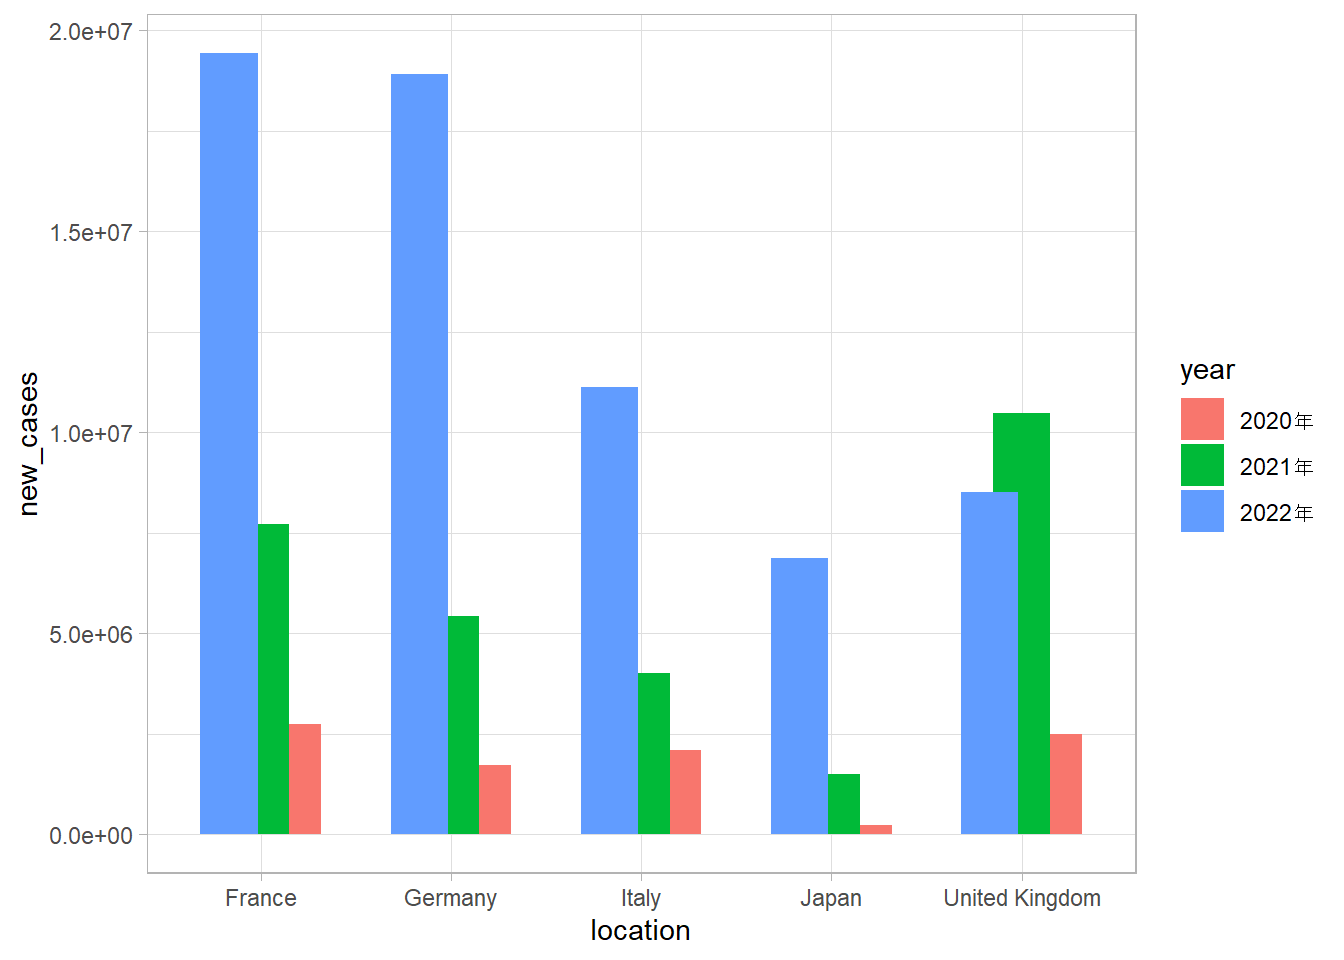 2.0e+07
1.5e+07
1.0e+07
5.0e+06
0.0e+00
new_cases
France Germany Italy Japan United Kingdom
location
year
2020年
2021年
2022年